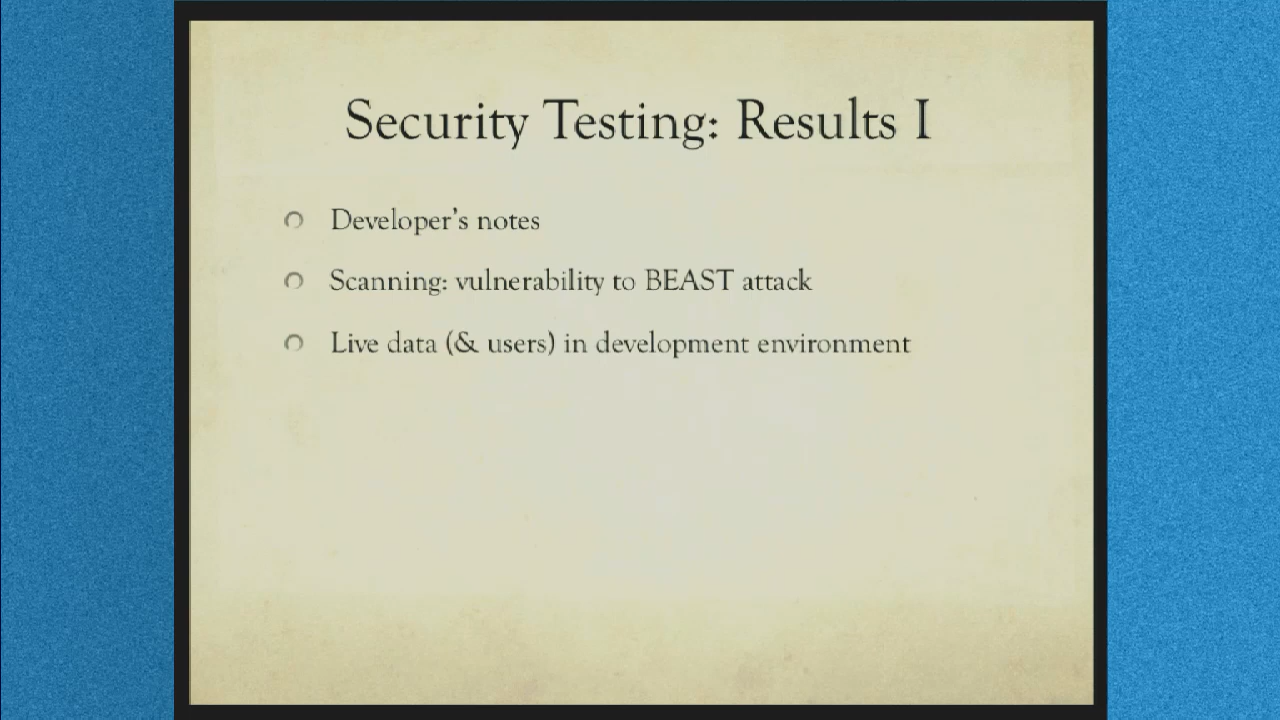 Security Testing: Results I
Developer's notes
Scanning: vulnerability to BEAST attack
Live data (& users) in development environment